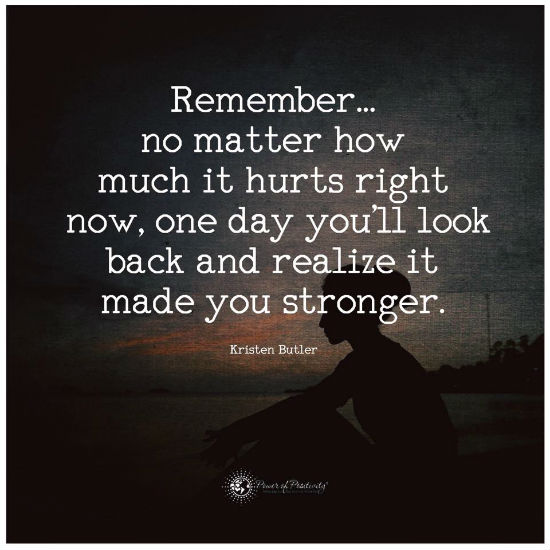 Remember...
no matter how
much it hurts right
now, one day you'll look
back and realize it
made you stronger.
Kristen Butler
Power of Positivity